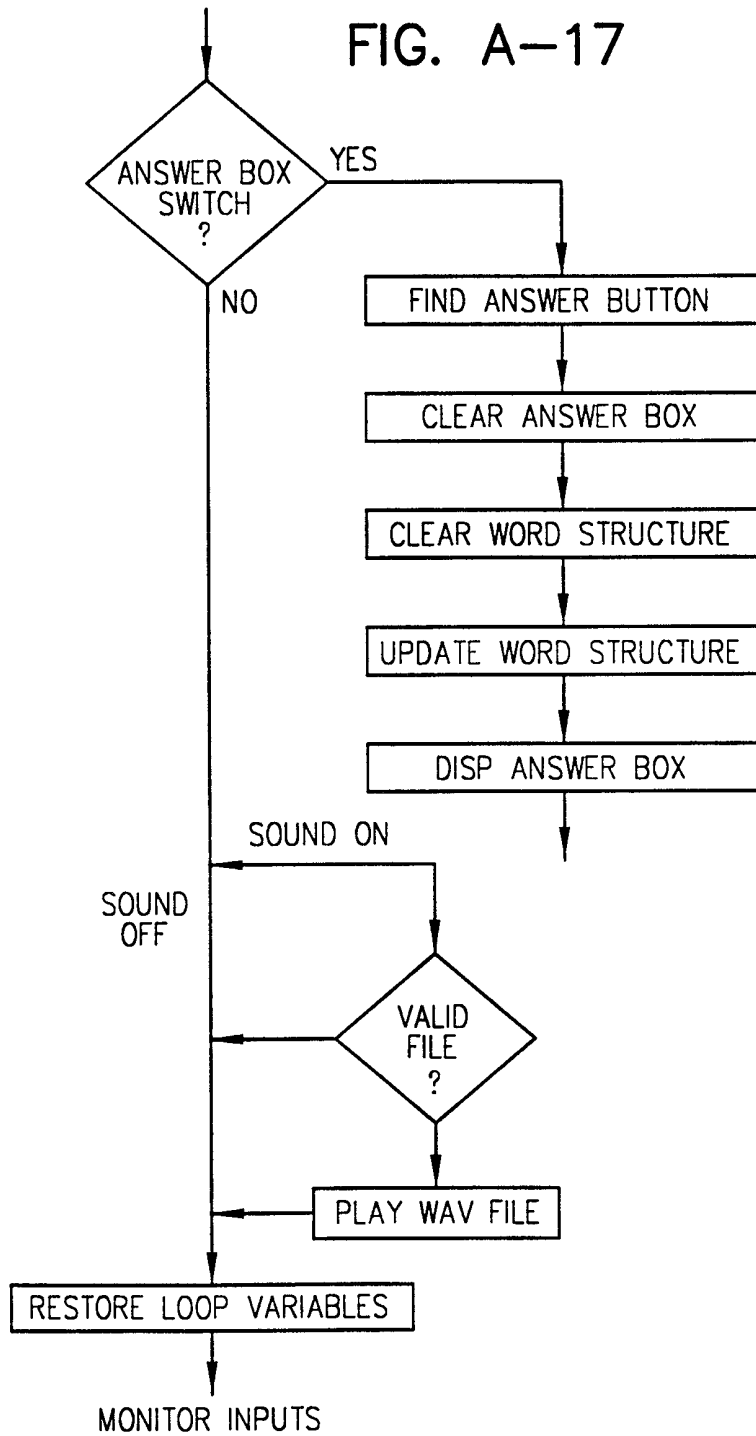 FIG. A-17
ANSWER BOX
SWITCH
?
YES
NO
FIND ANSWER BUTTON
CLEAR ANSWER BOX
CLEAR WORD STRUCTURE
UPDATE WORD STRUCTURE
DISP ANSWER BOX
SOUND ON
SOUND
OFF
VALID
FILE
?
PLAY WAV FILE
RESTORE LOOP VARIABLES
MONITOR INPUTS